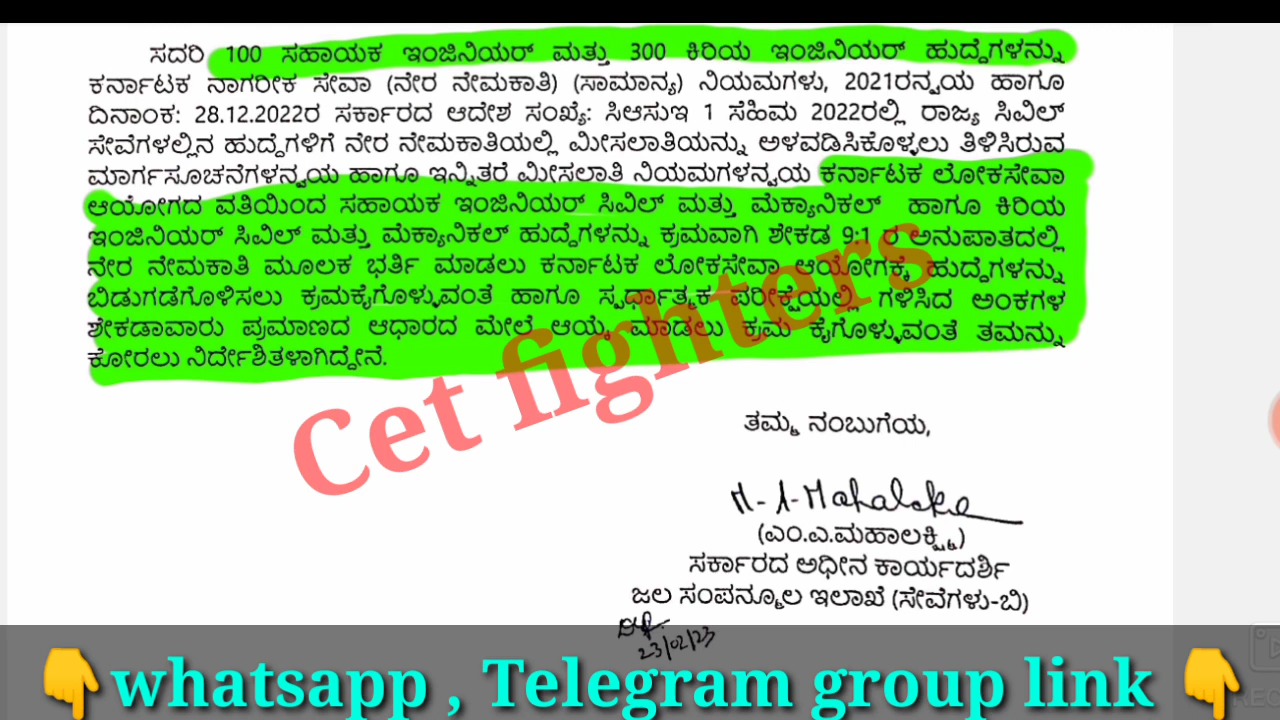 ಸದರಿ 100 ಸಹಾಯಕ ಇಂಜಿನಿಯರ್ ಮತ್ತು 300 ಕಿರಿಯ ಇಂಜಿನಿಯರ್ ಹುದ್ದೆಗಳನ್ನು
ಕರ್ನಾಟಕ ನಾಗರೀಕ ಸೇವಾ (ನೇರ ನೇಮಕಾತಿ) (ಸಾಮಾನ್ಯ) ನಿಯಮಗಳು, 2021ರನ್ವಯ ಹಾಗೂ
ದಿನಾಂಕ: 28.12.2022ರ ಸರ್ಕಾರದ ಆದೇಶ ಸಂಖ್ಯೆ: ಸಿಆಸುಇ 1 ಸೆಹಿಮ 2022ರಲ್ಲಿ ರಾಜ್ಯ ಸಿವಿಲ್
ಸೇವೆಗಳಲ್ಲಿನ ಹುದ್ದೆಗಳಿಗೆ ನೇರ ನೇಮಕಾತಿಯಲ್ಲಿ ಮೀಸಲಾತಿಯನ್ನು ಅಳವಡಿಸಿಕೊಳ್ಳಲು ತಿಳಿಸಿರುವ
ಮಾರ್ಗಸೂಚನೆಗಳನ್ವಯ ಹಾಗೂ ಇನ್ನಿತರೆ ಮೀಸಲಾತಿ ನಿಯಮಗಳನ್ವಯ ಕರ್ನಾಟಕ ಲೋಕಸೇವಾ
ಆಯೋಗದ ವತಿಯಿಂದ ಸಹಾಯಕ ಇಂಜಿನಿಯರ್ ಸಿವಿಲ್ ಮತ್ತು ಮೆಕ್ಯಾನಿಕಲ್ ಹಾಗೂ ಕಿರಿಯ
ಇಂಜಿನಿಯರ್ ಸಿವಿಲ್ ಮತ್ತು ಮೆಕ್ಯಾನಿಕಲ್ ಹುದ್ದೆಗಳನ್ನು ಕ್ರಮವಾಗಿ ಶೇಕಡ 9:1 ರ ಅನುಪಾತದಲ್ಲಿ
ನೇರ ನೇಮಕಾತಿ ಮೂಲಕ ಭರ್ತಿ ಮಾಡಲು ಕರ್ನಾಟಕ ಲೋಕಸೇವಾ ಆಯೋಗಕ್ಕೆ ಹುದ್ದೆಗಳನ್ನು
ಬಿಡುಗಡೆಗೊಳಿಸಲು ಕ್ರಮಕೈಗೊಳ್ಳುವಂತೆ ಹಾಗೂ ಸ್ಪರ್ಧಾತ್ಮಕ ಪರೀಕ್ಷೆಯಲ್ಲಿ ಗಳಿಸಿದ ಅಂಕಗಳ
ಶೇಕಡಾವಾರು ಪ್ರಮಾಣದ ಆಧಾರದ ಮೇಲೆ ಆಯ್ಕೆ ಮಾಡಲು ಕ್ರಮ ಕೈಗೊಳ್ಳುವಂತೆ ತಮನ್ನು
ಕೋರಲು ನಿರ್ದೇಶಿತಳಾಗಿದ್ದೇನೆ.
Cet fighters
ತಮ್ಮ ನಂಬುಗೆಯ,
(ಎಂ.ಎ.ಮಹಾಲಕ್ಷ್ಮಿ)
ಸರ್ಕಾರದ ಅಧೀನ ಕಾರ್ಯದರ್ಶಿ
ಜಲ ಸಂಪನ್ಮೂಲ ಇಲಾಖೆ (ಸೇವೆಗಳು-ಬಿ)
23/02/23
whatsapp , Telegram group link